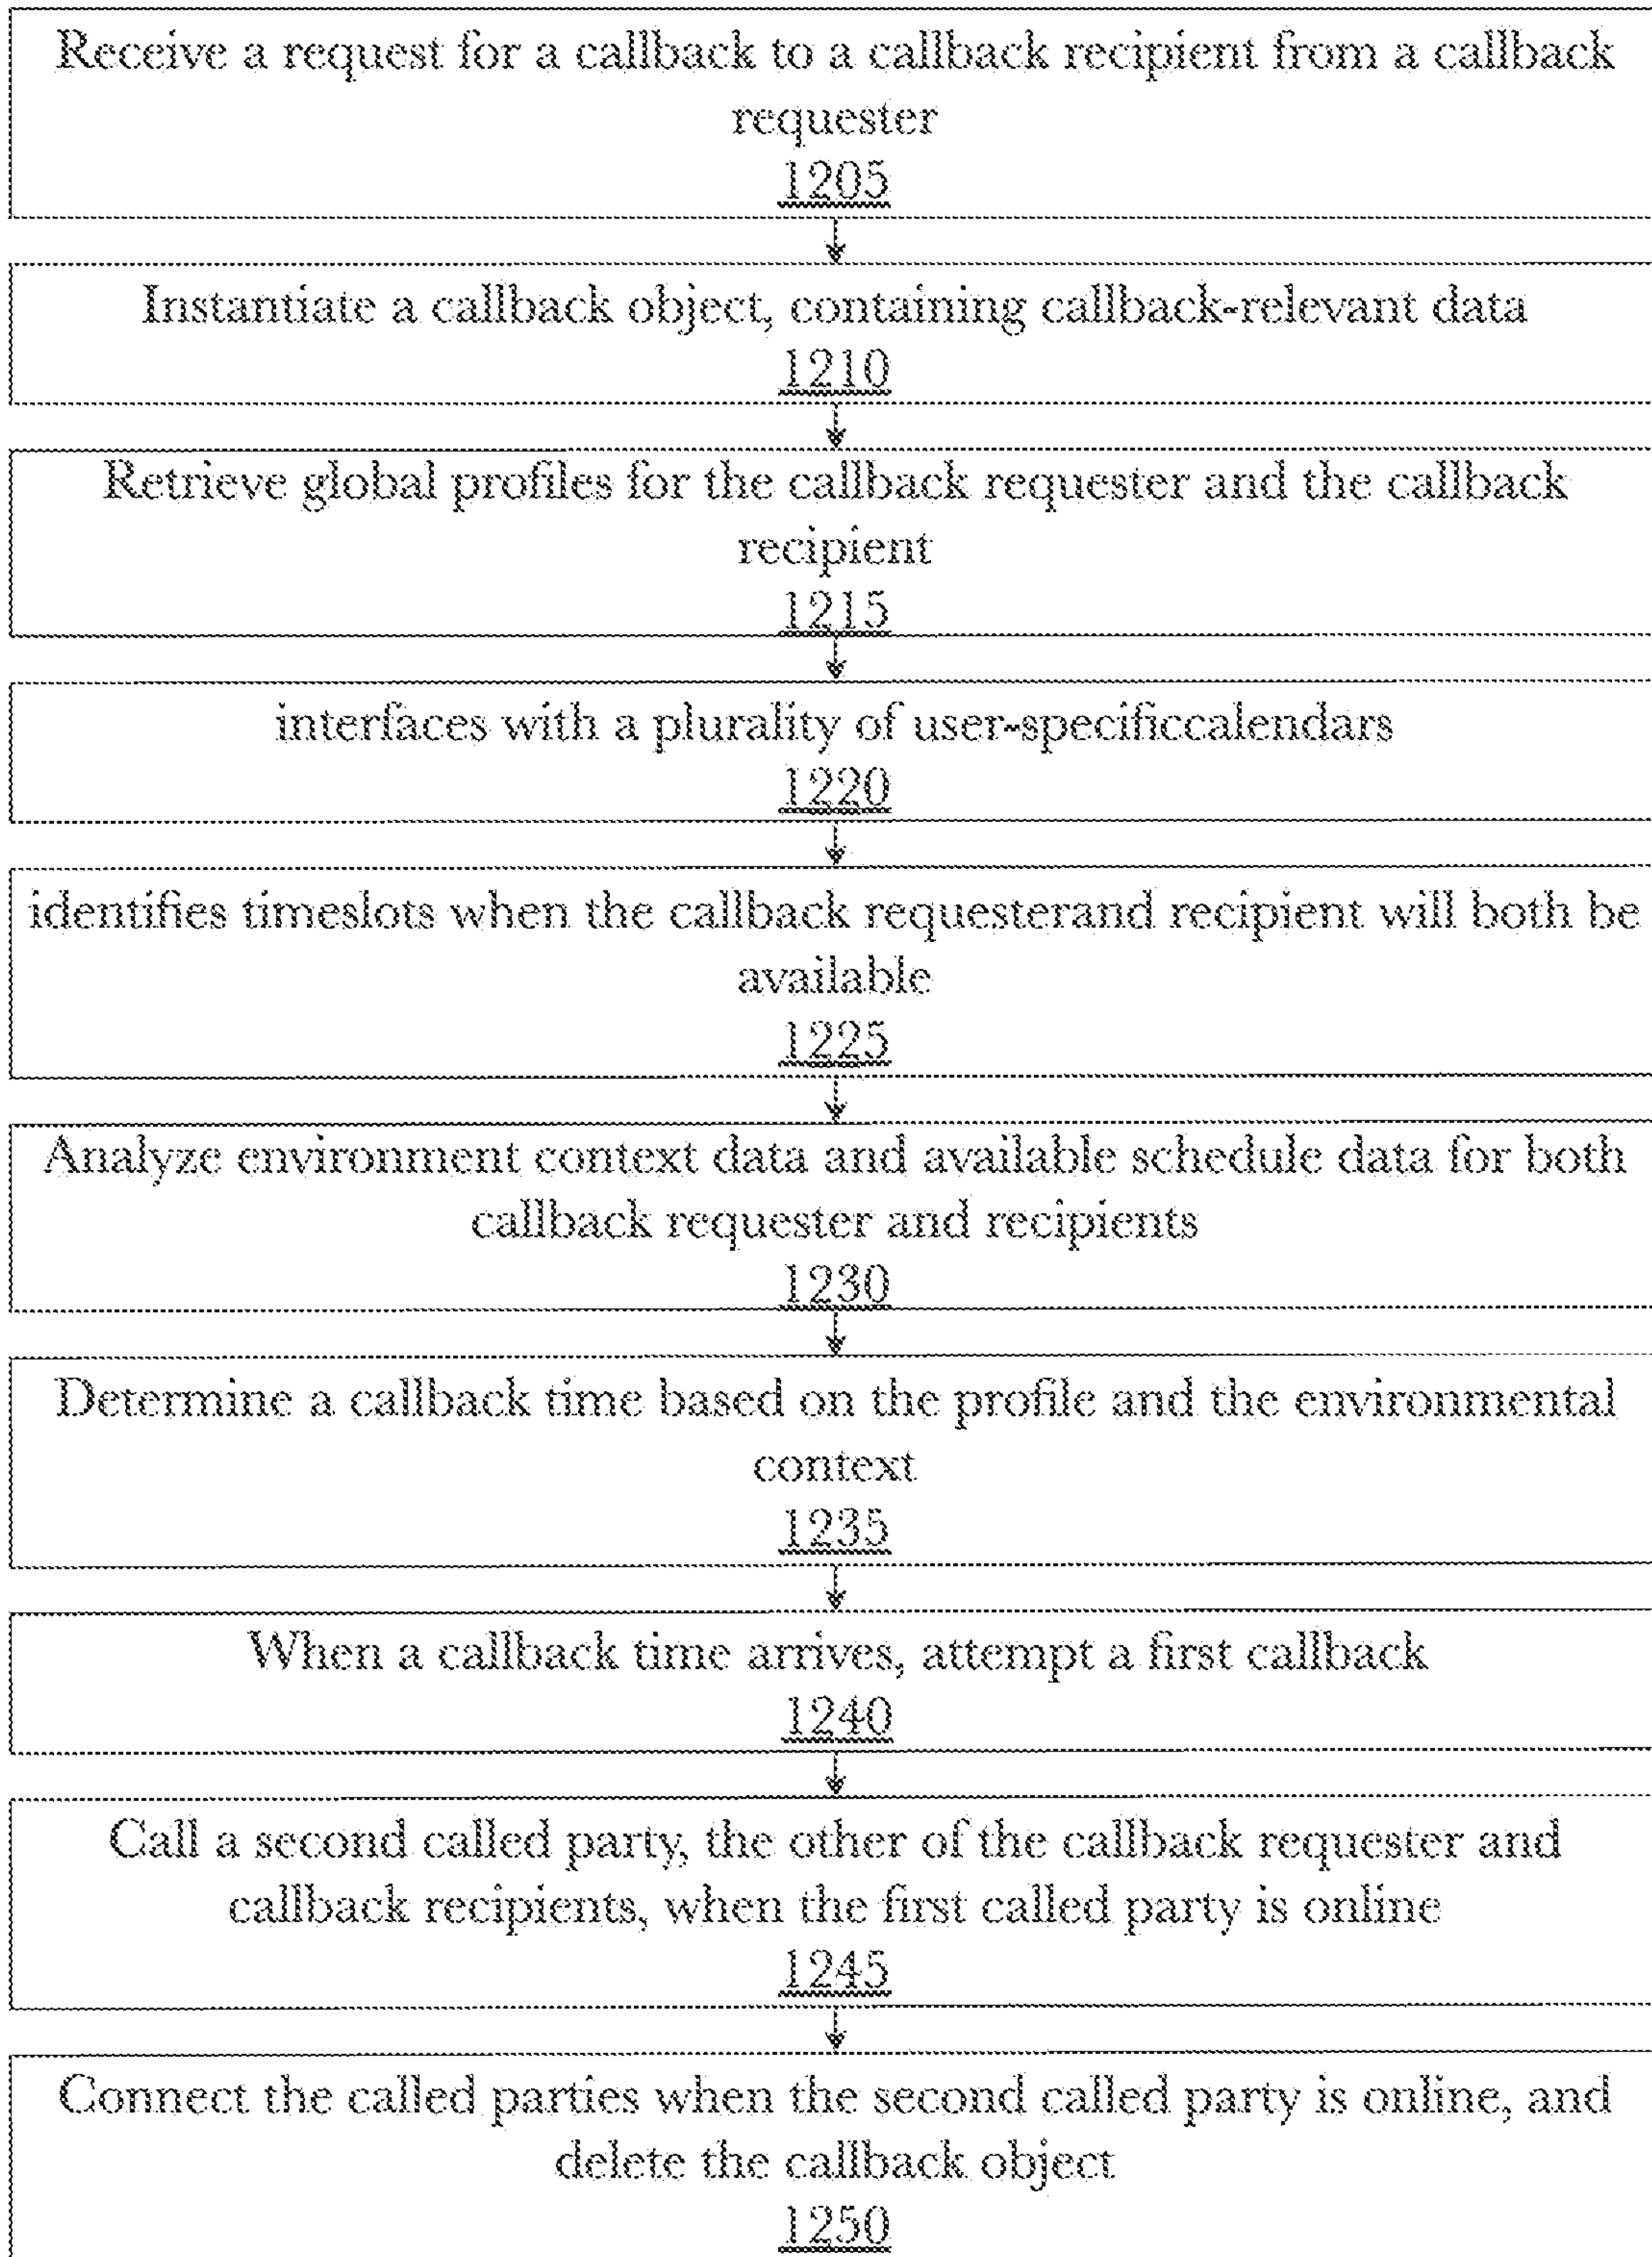 Receive a request for a callback to a callback recipient from a callback
requester
1205
Instantiate a callback object, containing callback-relevant data
1210
Retrieve global profiles for the callback requester and the callback
recipient
1215
interfaces with a plurality of user-specificcalendars
1220
identifies timeslots when the callback requesterand recipient will both be
available
1225
Analyze environment context data and available schedule data for both
callback requester and recipients
1230
Determine a callback time based on the profile and the environmental
context
1235
When a callback time arrives, attempt a first callback
1240
Call a second called party, the other of the callback requester and
callback recipients, when the first called party is online
1245
Connect the called parties when the second called party is online, and
delete the callback object
1250